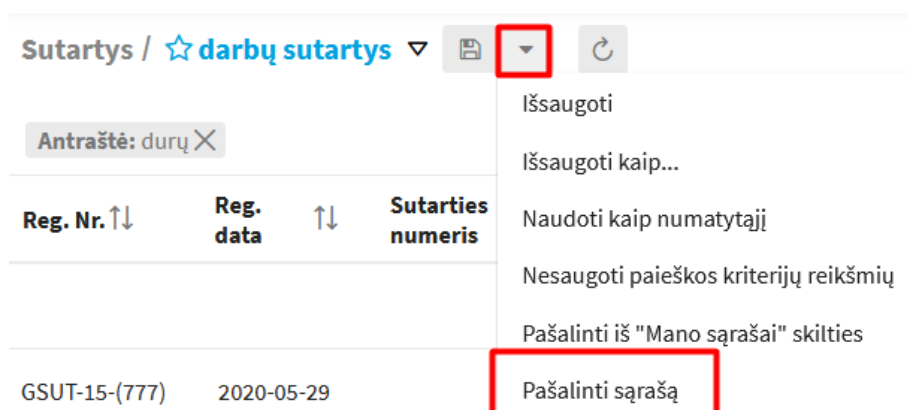 Sutartys / darbų sutartys
Išsaugoti
Antraštė: durų
Išsaugoti kaip...
Reg. Nr.
Reg. data
Sutarties numeris
Naudoti kaip numatytąjį
Nesaugoti paieškos kriterijų reikšmių
Pašalinti iš "Mano sąrašai" skilties
GSUT-15-(777)
2020-05-29
Pašalinti sąrašą